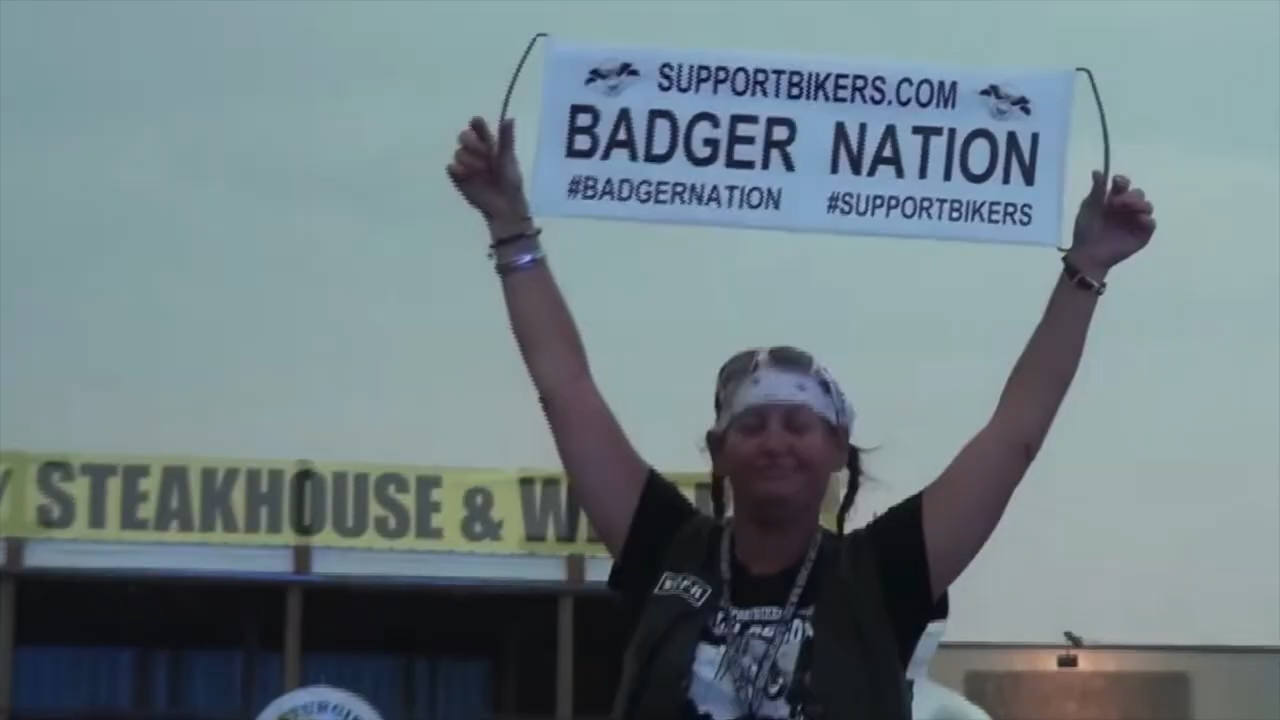 SUPPORTBIKERS.COM
BADGER NATION
#BADGERNATION #SUPPORTBIKERS
STEAKHOUSE &